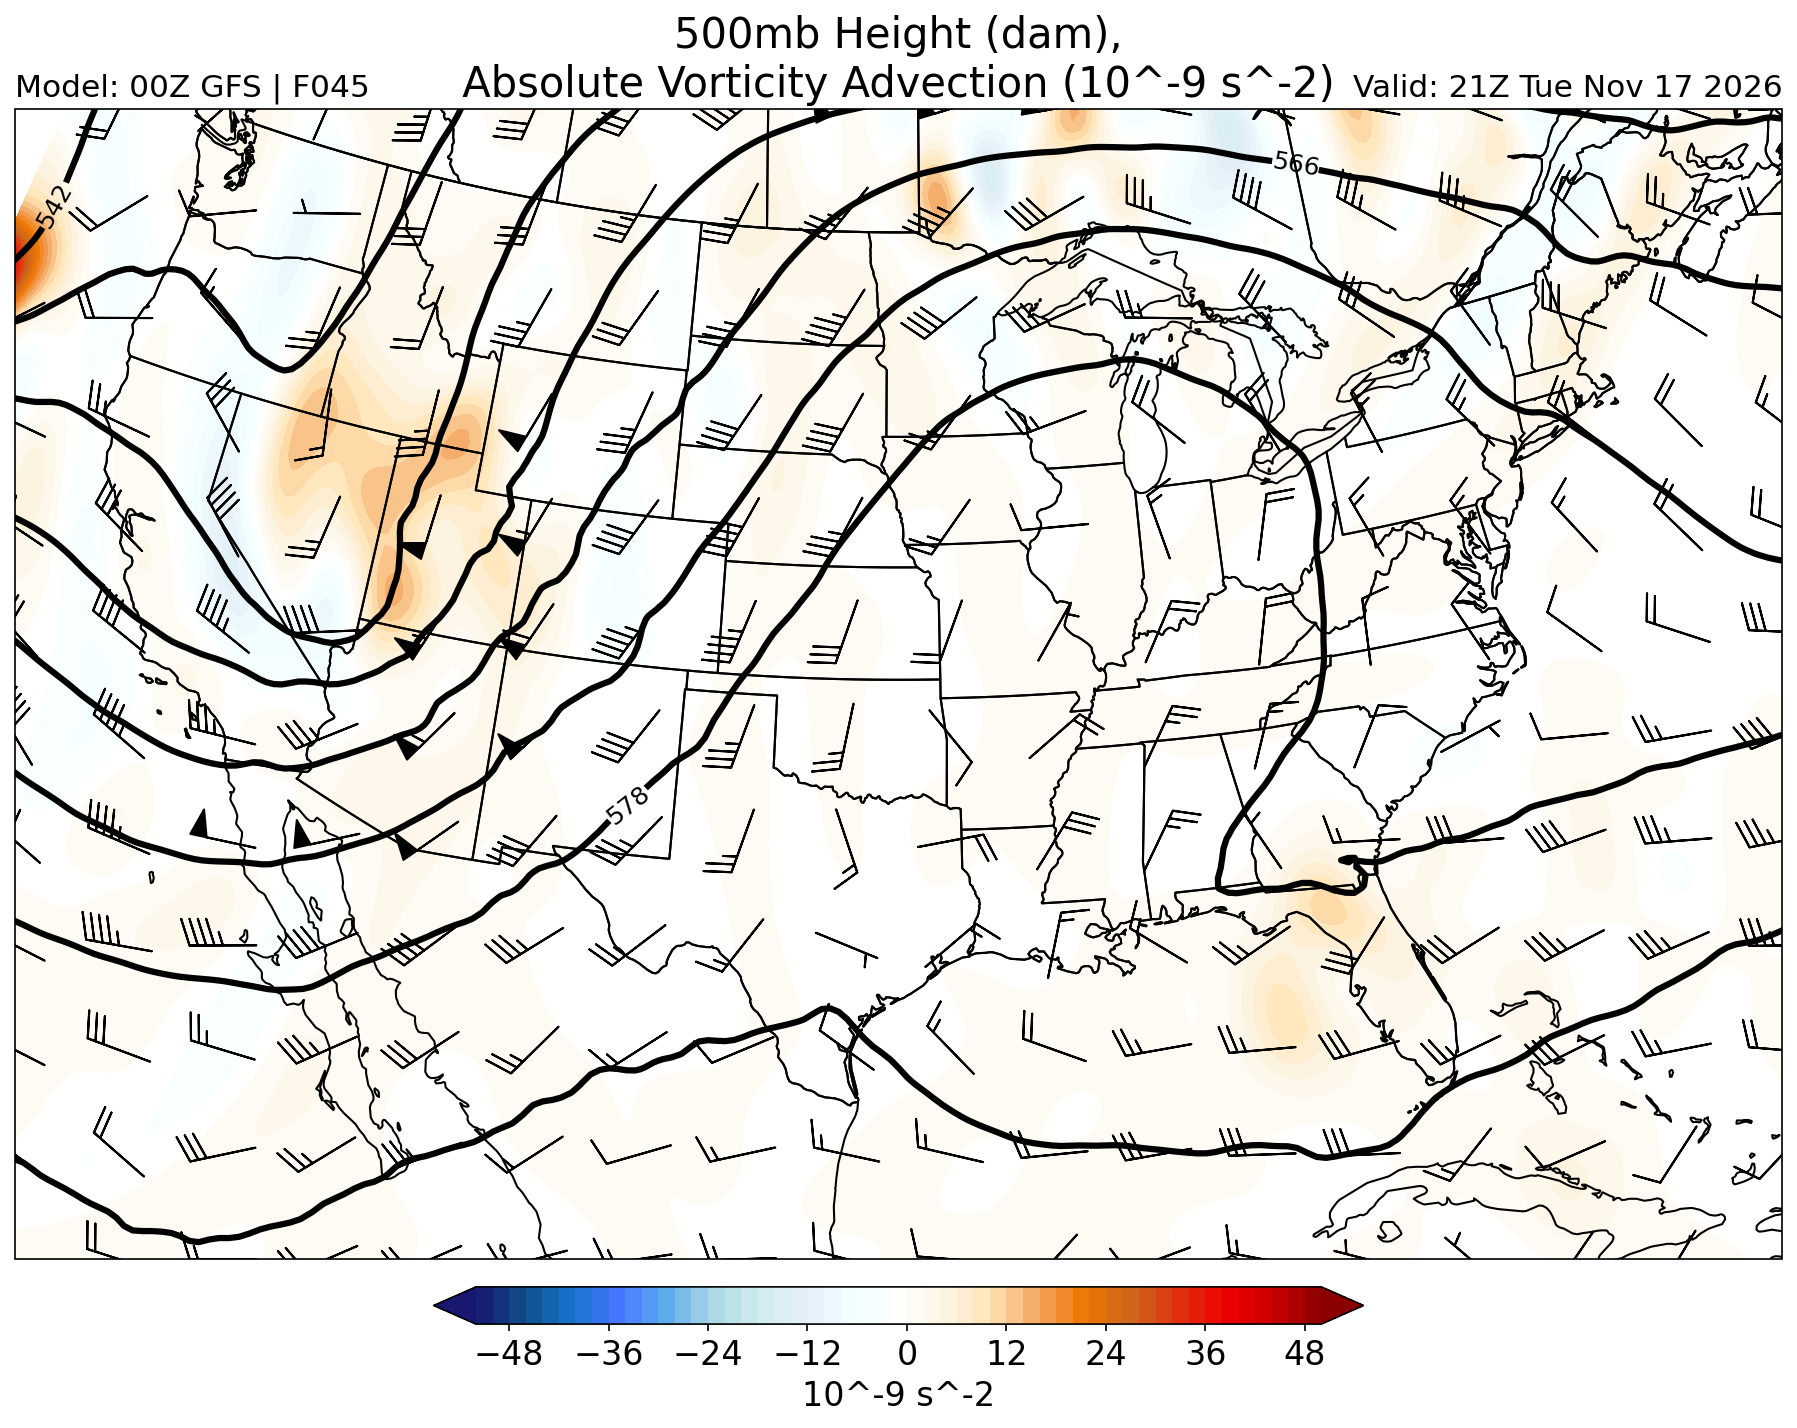 500mb Height (dam),
Model: 00Z GFS | F045
Absolute Vorticity Advection (10^-9 s^-2)
Valid: 21Z Tue Nov 17 2026
542
566
578
−48 −36 −24 −12 0 12 24 36 48
10^-9 s^-2